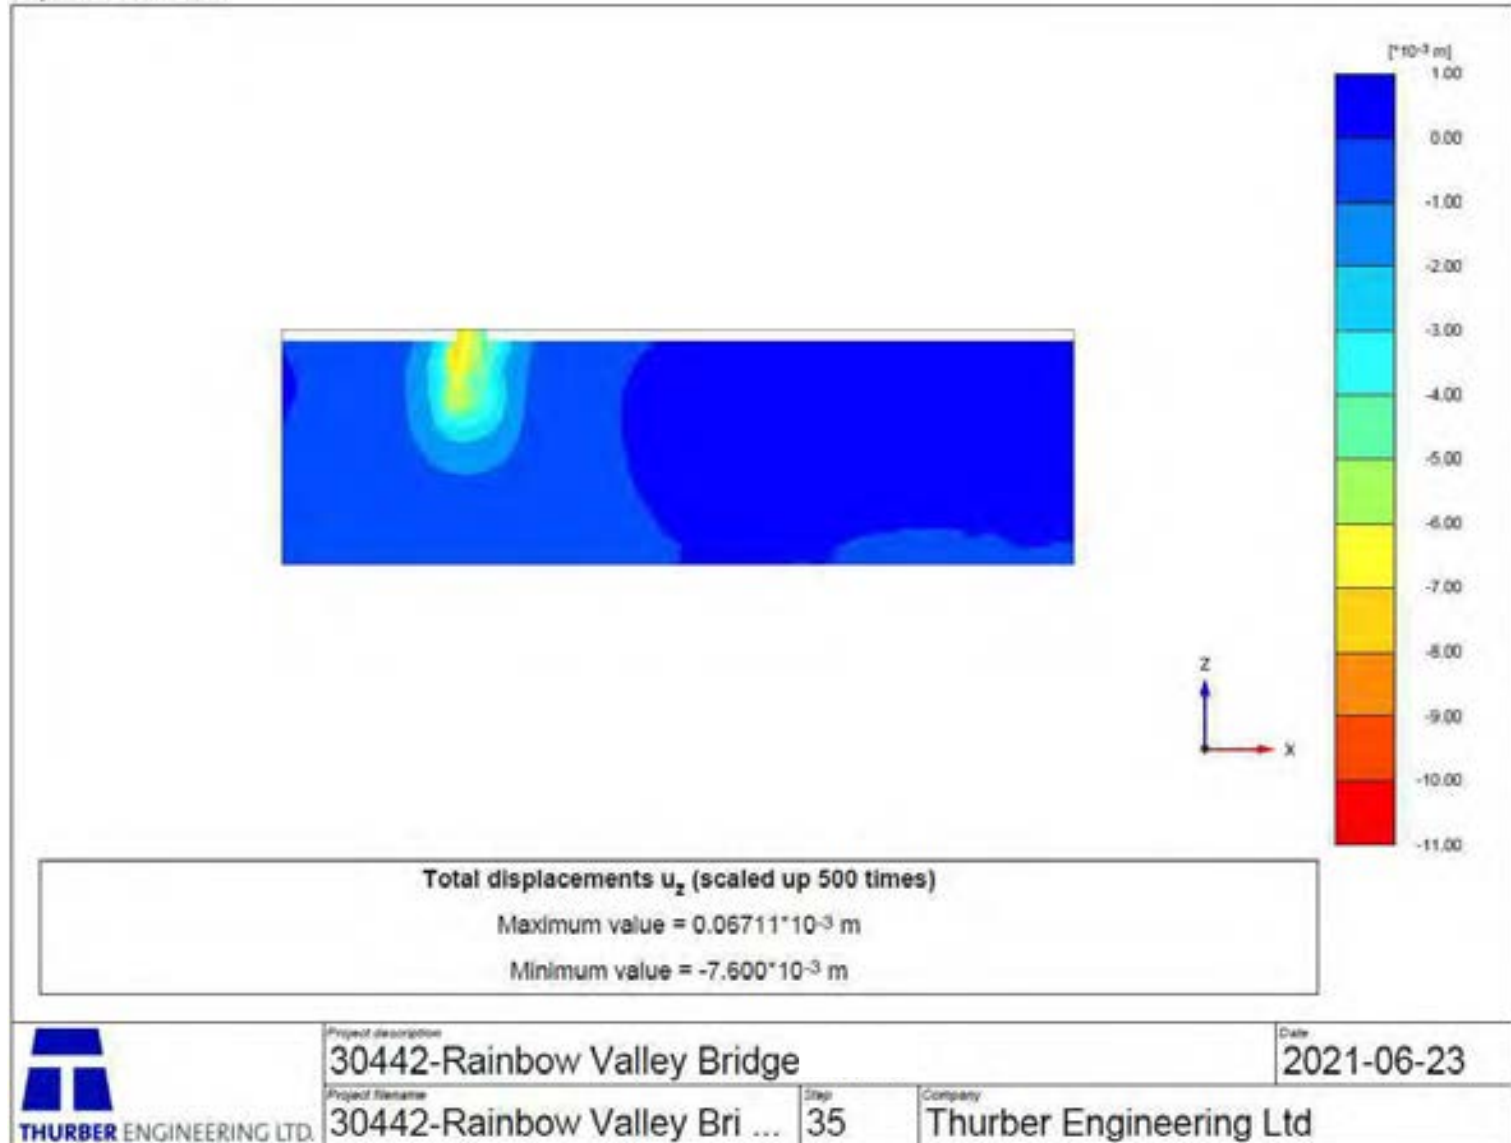 [*10-3 m]
1.00
0.00
-1.00
-2.00
-3.00
-4.00
-5.00
-6.00
-7.00
-8.00
-9.00
-10.00
-11.00
Z
X
Total displacements uz (scaled up 500 times)
Maximum value = 0.06711*10-3 m
Minimum value = -7.600*10-3 m
Project description
30442-Rainbow Valley Bridge
Date
2021-06-23
Project filename
30442-Rainbow Valley Bri ...
Step
35
Company
Thurber Engineering Ltd
THURBER ENGINEERING LTD.